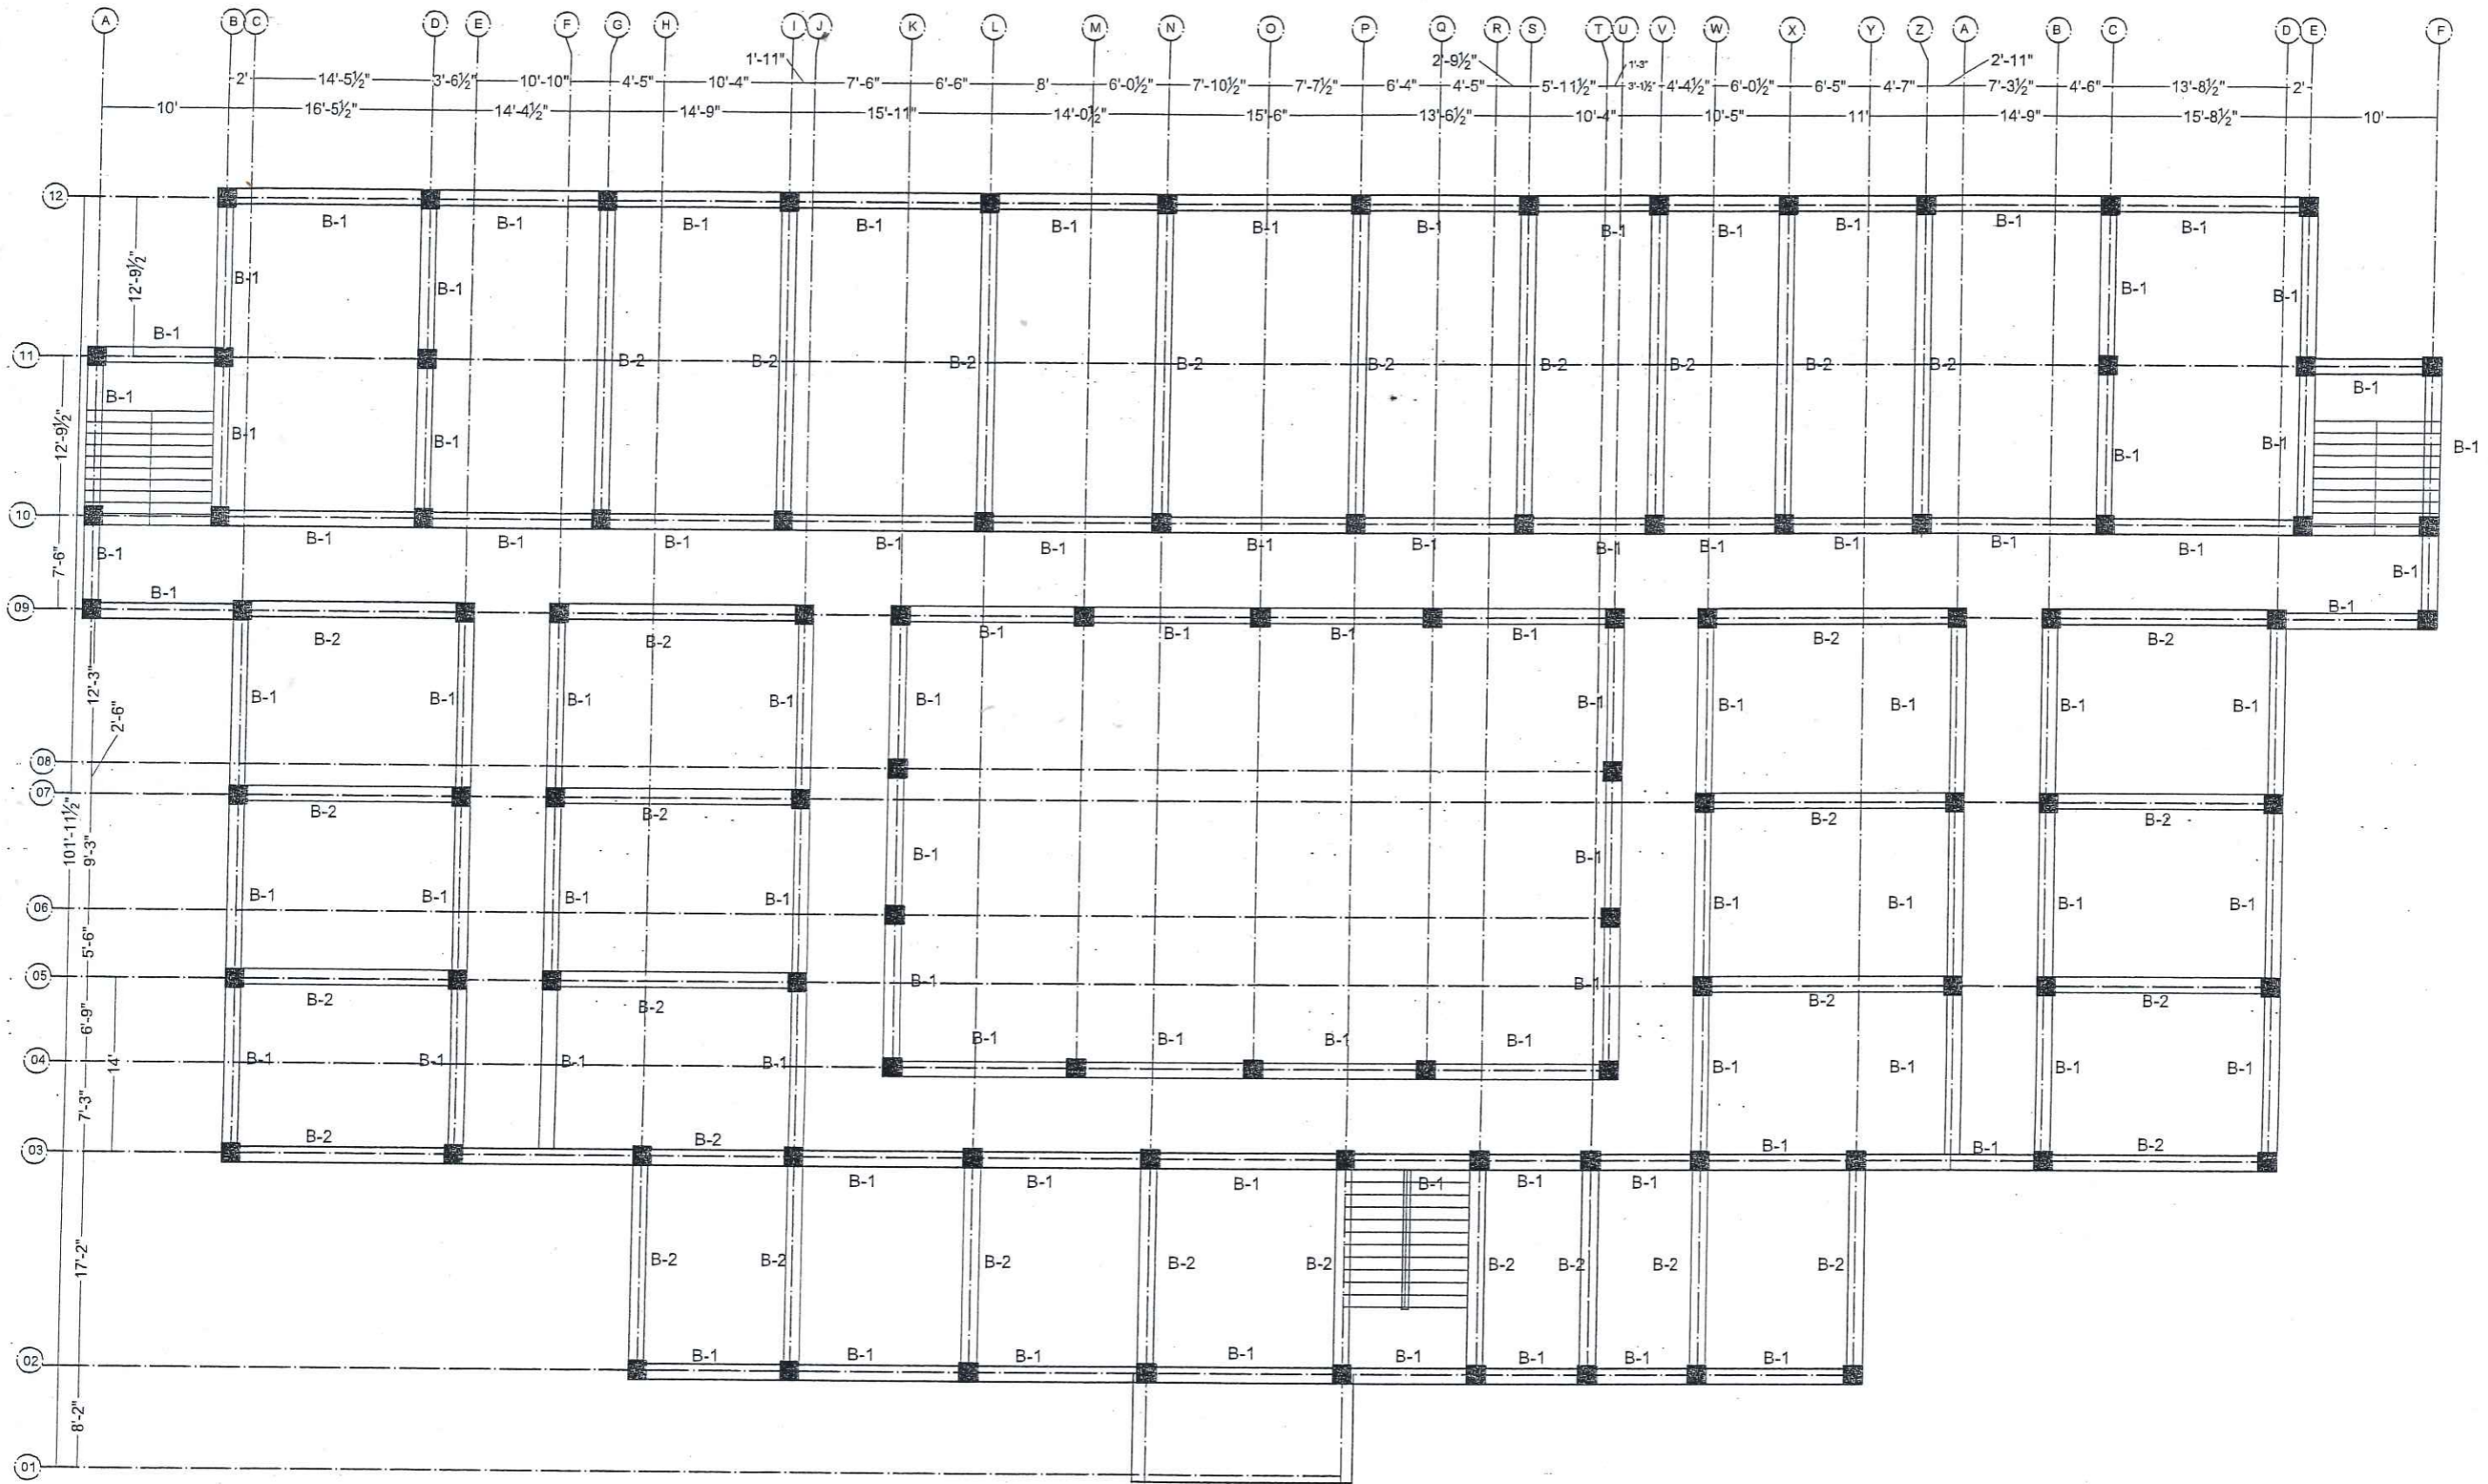 A B C D E F G H I J K L M N O P Q R S T U V W X Y Z A B C D E F
1'-11" 2'-9½" 1'-3" 2'-11"
2' 14'-5½" 3'-6½" 10'-10" 4'-5" 10'-4" 7'-6" 6'-6" 8' 6'-0½" 7'-10½" 7'-7½" 6'-4" 4'-5" 5'-11½" 3'-1½" 4'-4½" 6'-0½" 6'-5" 4'-7" 7'-3½" 4'-6" 13'-8½" 2'
10' 16'-5½" 14'-4½" 14'-9" 15'-11" 14'-0½" 15'-6" 13'-6½" 10'-4" 10'-5" 11' 14'-9" 15'-8½" 10'
12
B-1 B-1 B-1 B-1 B-1 B-1 B-1 B-1 B-1 B-1 B-1 B-1
12'-9½"
B-1 B-1 B-1 B-1
B-1
11
B-2 B-2 B-2 B-2 B-2 B-2 B-2 B-2 B-2
B-1 B-1
12'-9½"
B-1 B-1 B-1 B-1 B-1
10
B-1 B-1 B-1 B-1 B-1 B-1 B-1 B-1 B-1 B-1 B-1 B-1
7'-6"
B-1 B-1
B-1 B-1
09
B-2 B-2 B-1 B-1 B-1 B-1 B-2 B-2
12'-3"
B-1 B-1 B-1 B-1 B-1 B-1 B-1 B-1 B-1 B-1
2'-6"
08
07
B-2 B-2 B-2 B-2
101'-11½"
9'-3"
B-1 B-1
B-1 B-1 B-1 B-1 B-1 B-1 B-1 B-1
06
5'-6"
05
B-1 B-1
B-2 B-2 B-2 B-2
6'-9"
14'
B-1 B-1 B-1 B-1
04
B-1 B-1 B-1 B-1 B-1 B-1 B-1 B-1
7'-3"
03
B-2 B-2 B-1 B-1 B-2
B-1 B-1 B-1 B-1 B-1 B-1
17'-2"
B-2 B-2 B-2 B-2 B-2 B-2 B-2 B-2 B-2
02
B-1 B-1 B-1 B-1 B-1 B-1 B-1 B-1
8'-2"
01